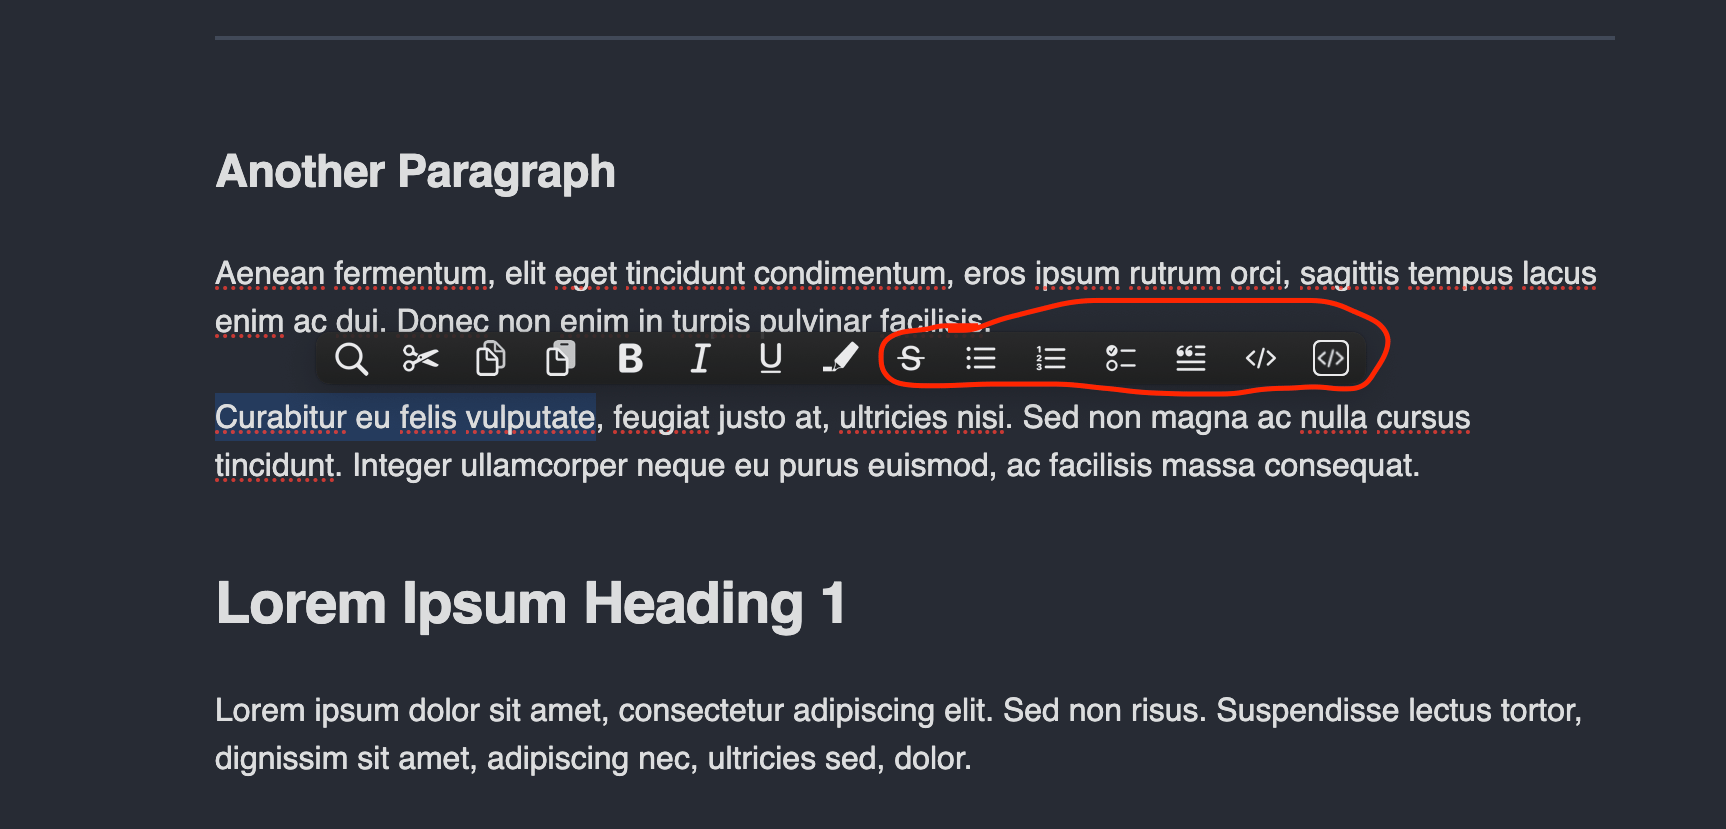 Another Paragraph
Aenean fermentum, elit eget tincidunt condimentum, eros ipsum rutrum orci, sagittis tempus lacus
enim ac dui. Donec non enim in turpis pulvinar facilisis.
B I U S
Curabitur eu felis vulputate, feugiat justo at, ultricies nisi. Sed non magna ac nulla cursus
tincidunt. Integer ullamcorper neque eu purus euismod, ac facilisis massa consequat.
Lorem Ipsum Heading 1
Lorem ipsum dolor sit amet, consectetur adipiscing elit. Sed non risus. Suspendisse lectus tortor,
dignissim sit amet, adipiscing nec, ultricies sed, dolor.